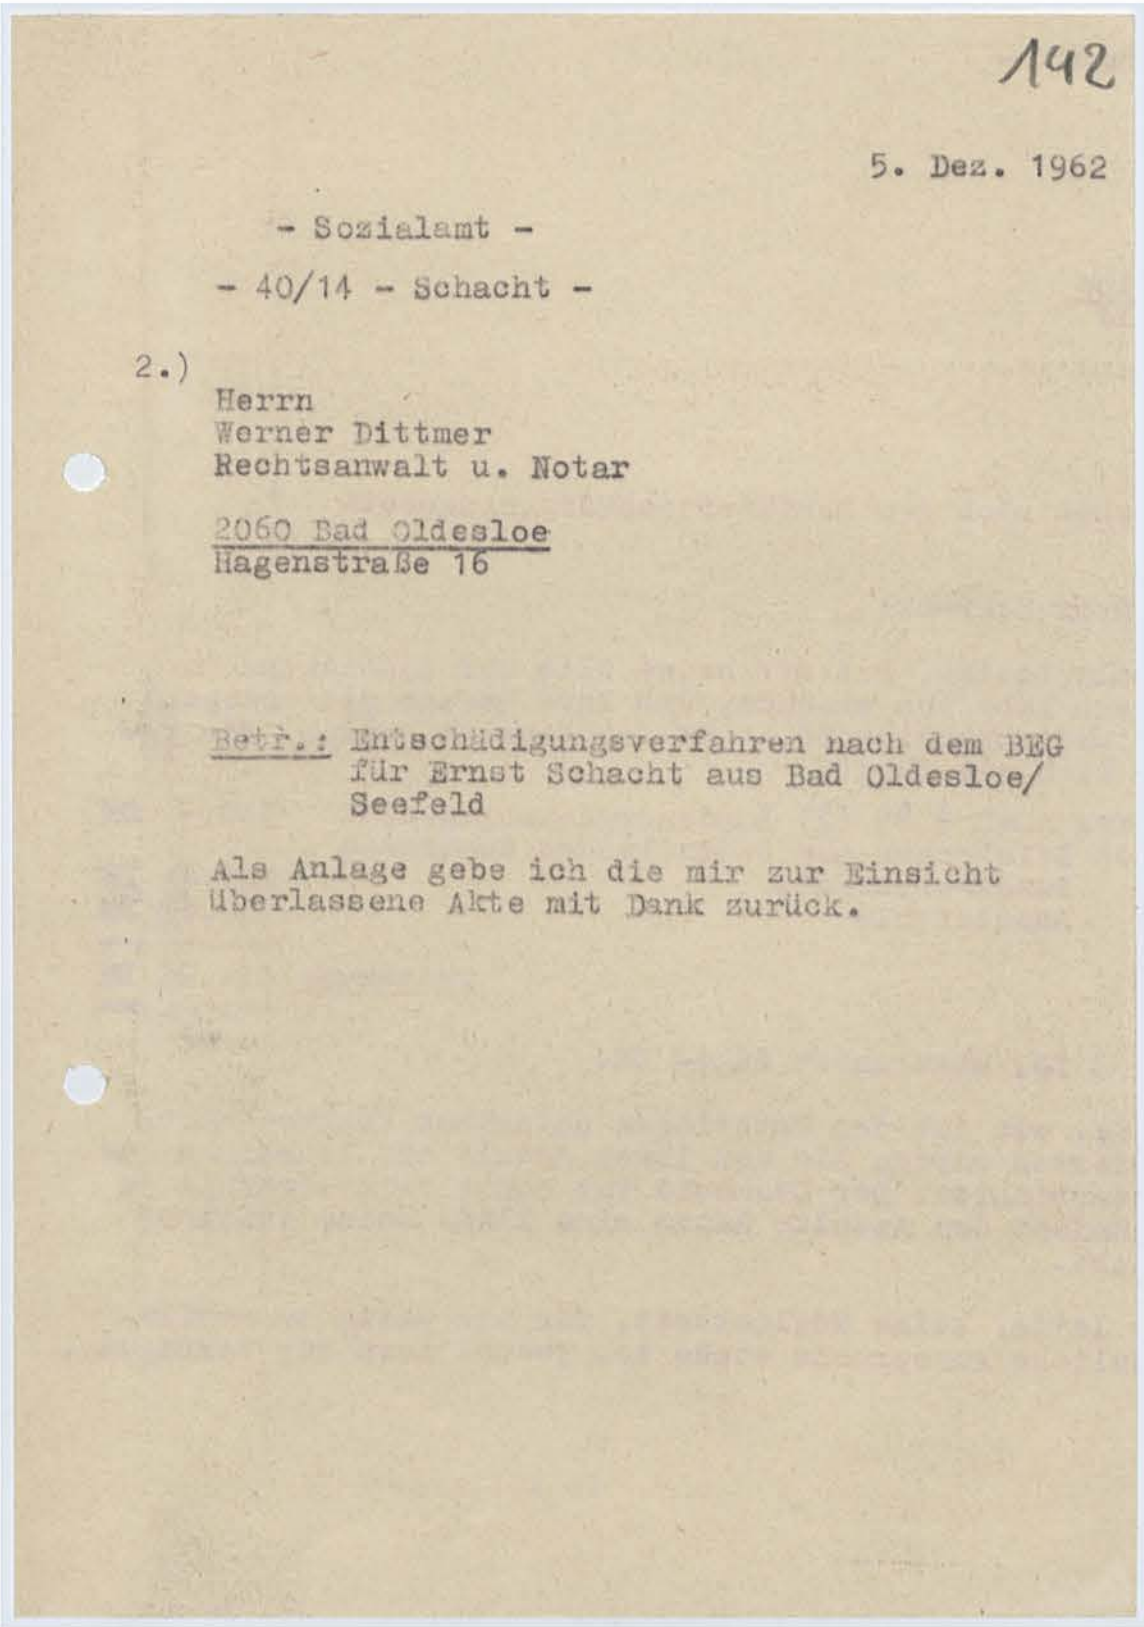 142
5. Dez. 1962
- Sozialamt -
- 40/14 - Schacht -
2.)
Herrn
Werner Dittmer
Rechtsanwalt u. Notar
2060 Bad Oldesloe
Hagenstraße 16
Betr.: Entschädigungsverfahren nach dem BEG
für Ernst Schacht aus Bad Oldesloe/
Seefeld
Als Anlage gebe ich die mir zur Einsicht
überlassene Akte mit Dank zurück.